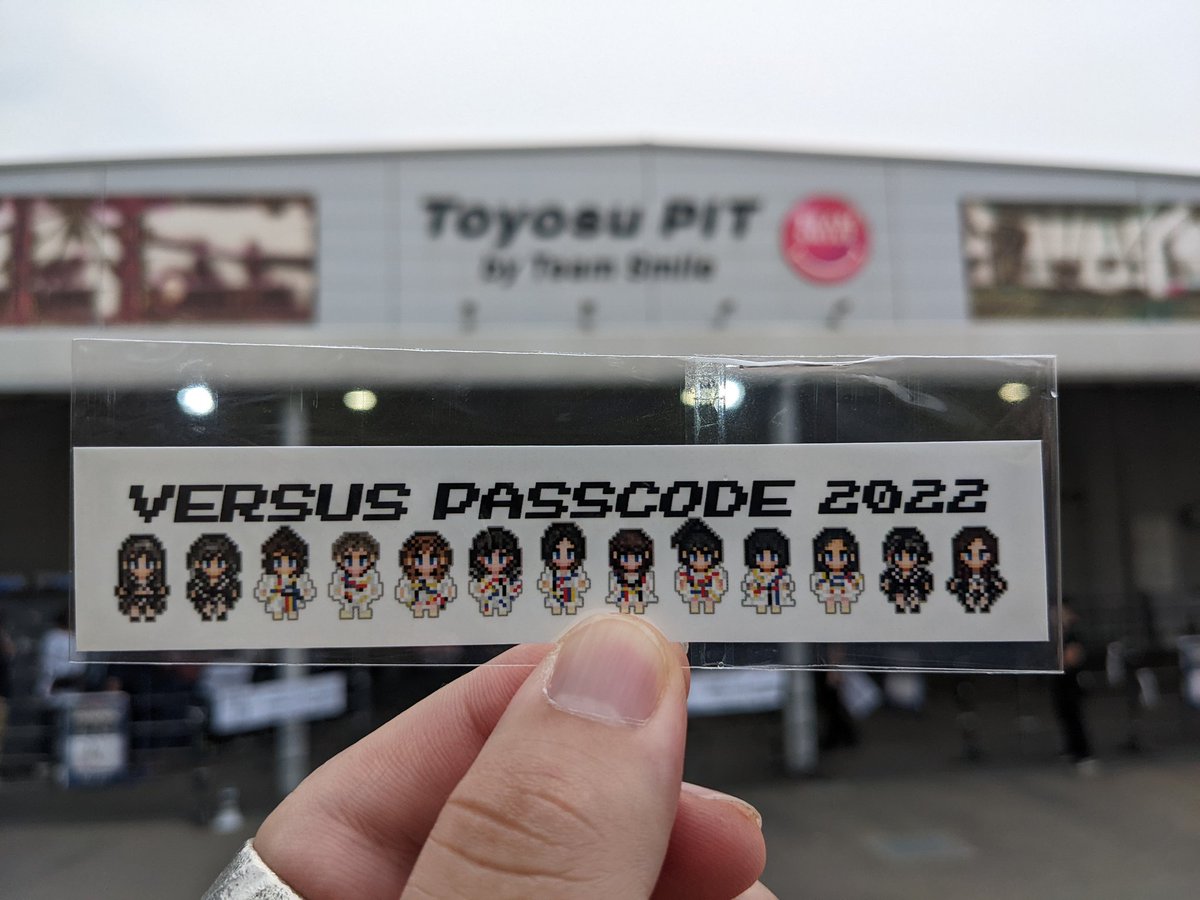 Toyosu PIT
by Team Smile
VERSUS PASSCODE 2022